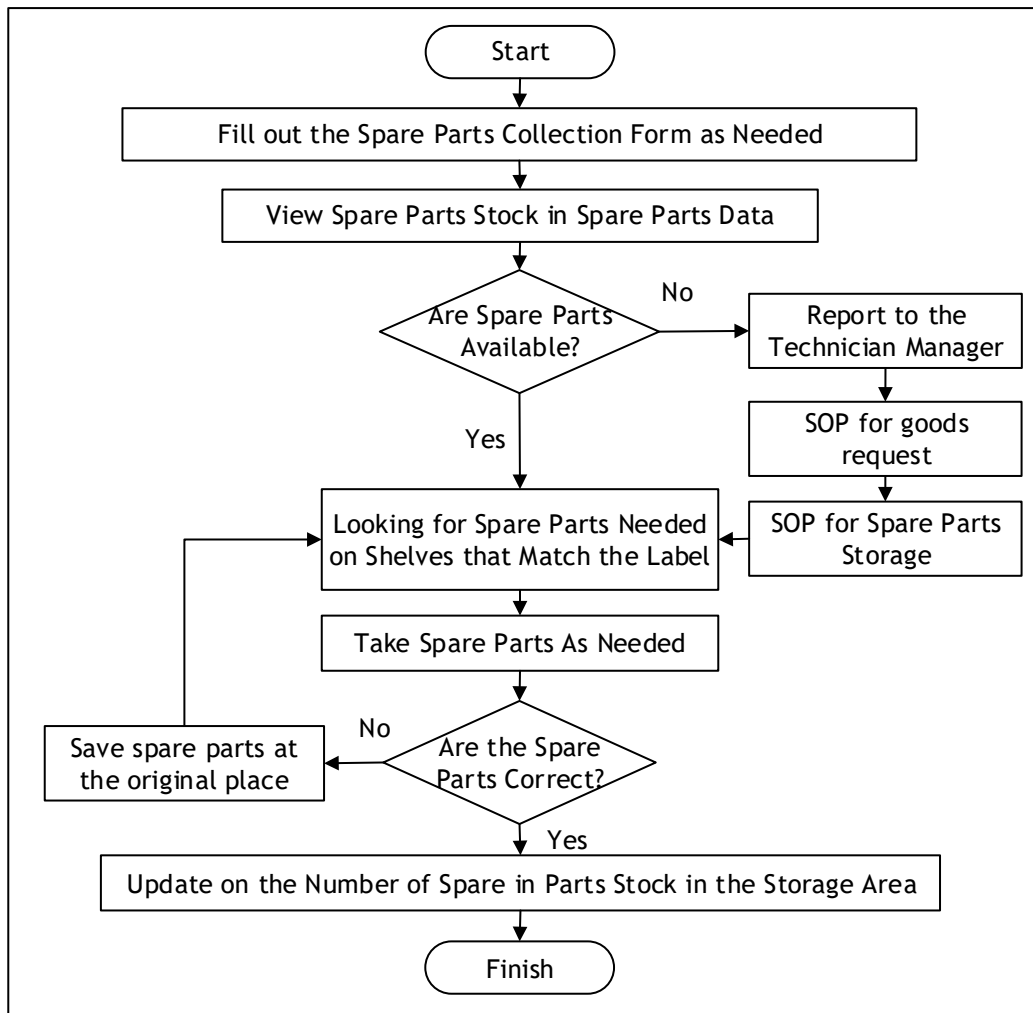 Start
Fill out the Spare Parts Collection Form as Needed
View Spare Parts Stock in Spare Parts Data
Are Spare Parts
Available?
No
Report to the
Technician Manager
Yes
SOP for goods
request
Looking for Spare Parts Needed
on Shelves that Match the Label
SOP for Spare Parts
Storage
Take Spare Parts As Needed
Are the Spare
Parts Correct?
No
Save spare parts at
the original place
Yes
Update on the Number of Spare in Parts Stock in the Storage Area
Finish